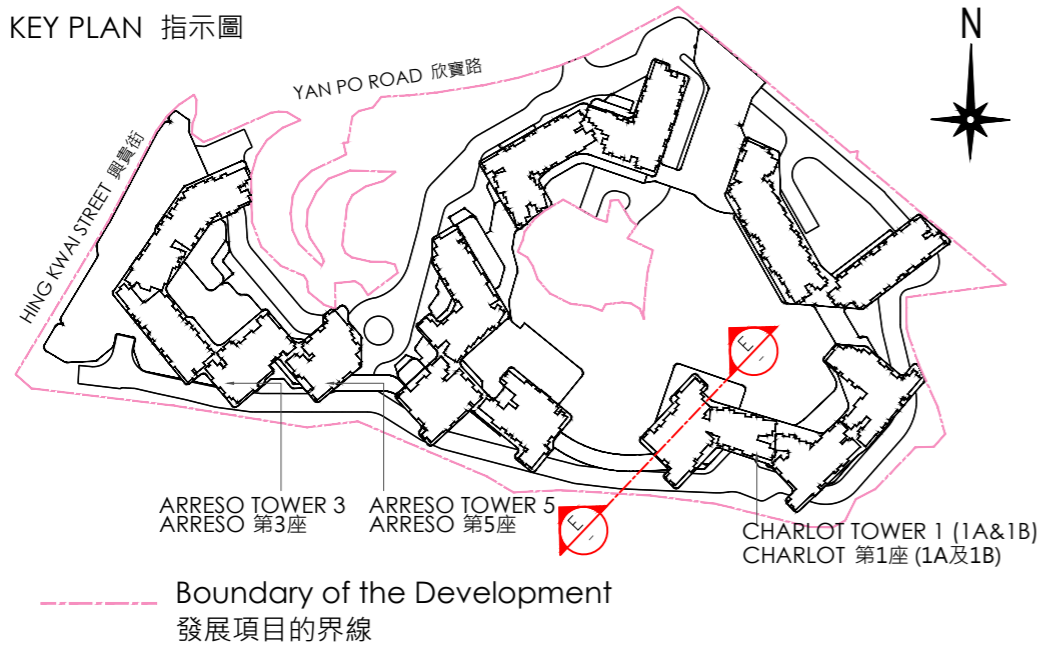 KEY PLAN 指示圖
N
YAN PO ROAD 欣寶路
HING KWAI STREET 興貴街
E
-
E
-
ARRESO TOWER 3
ARRESO 第3座
ARRESO TOWER 5
ARRESO 第5座
CHARLOT TOWER 1 (1A&1B)
CHARLOT 第1座 (1A及1B)
Boundary of the Development
發展項目的界線